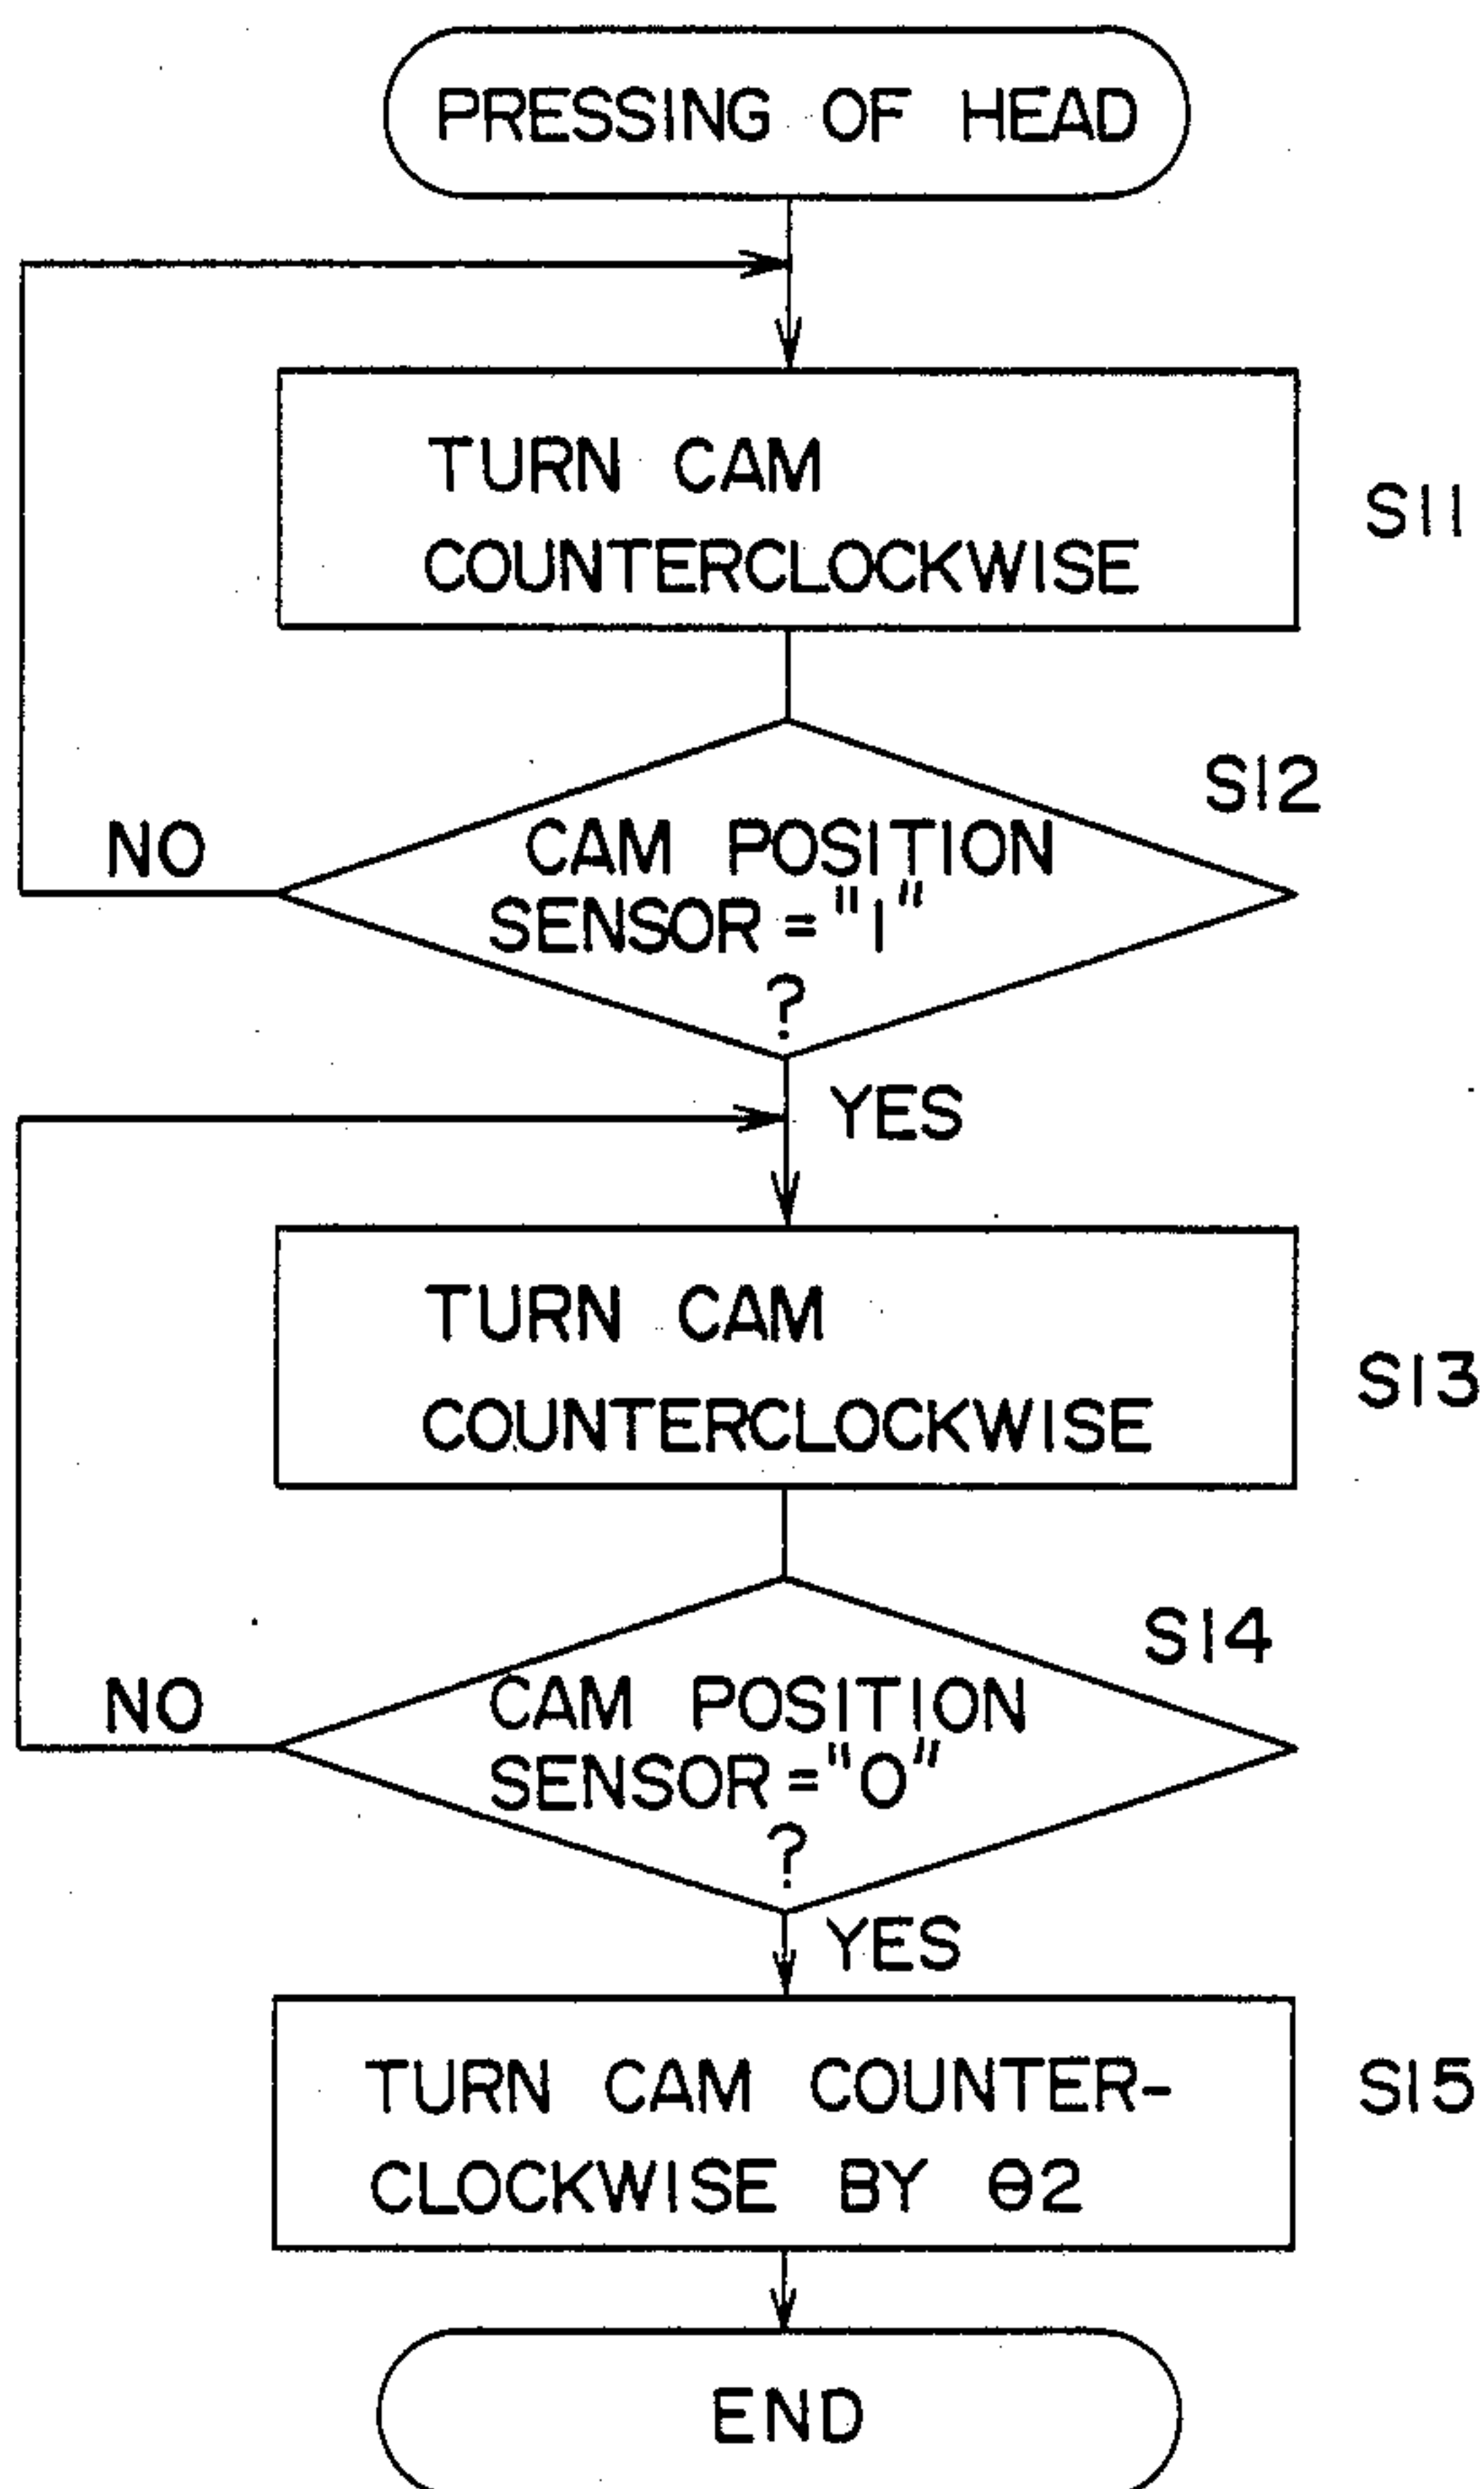 PRESSING OF HEAD
TURN CAM
COUNTERCLOCKWISE
S11
S12
CAM POSITION
SENSOR="1"
?
NO
YES
TURN CAM
COUNTERCLOCKWISE
S13
S14
CAM POSITION
SENSOR="0"
?
NO
YES
TURN CAM COUNTER-
CLOCKWISE BY θ2
S15
END